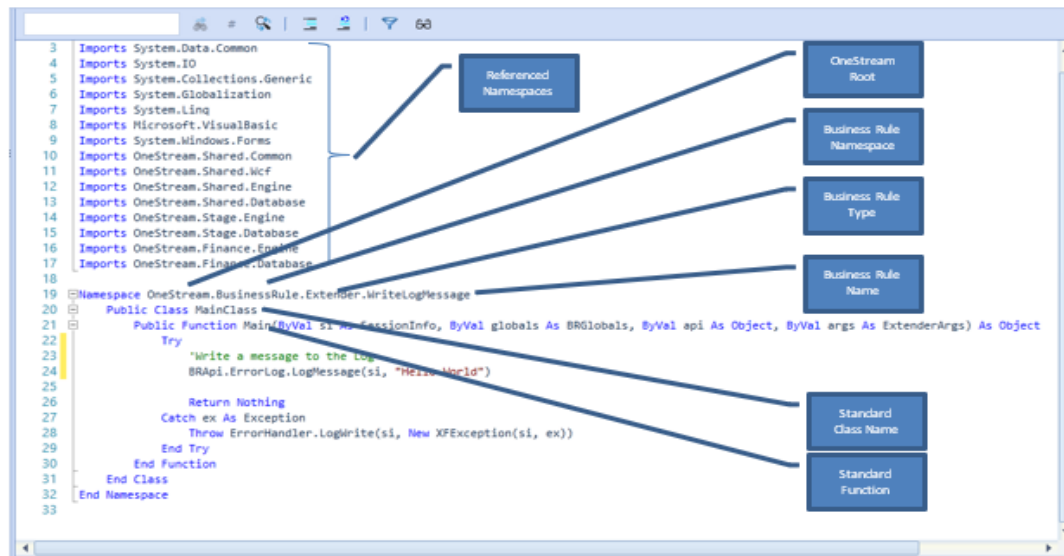 3 Imports System.Data.Common
4 Imports System.IO
5 Imports System.Collections.Generic
6 Imports System.Globalization
7 Imports System.Linq
8 Imports Microsoft.VisualBasic
9 Imports System.Windows.Forms
10 Imports OneStream.Shared.Common
11 Imports OneStream.Shared.Wcf
12 Imports OneStream.Shared.Engine
13 Imports OneStream.Shared.Database
14 Imports OneStream.Stage.Engine
15 Imports OneStream.Stage.Database
16 Imports OneStream.Finance.Engine
17 Imports OneStream.Finance.Database
18
19 Namespace OneStream.BusinessRule.Extender.WriteLogMessage
20 Public Class MainClass
21 Public Function Main(ByVal si As SessionInfo, ByVal globals As BRGlobals, ByVal api As Object, ByVal args As ExtenderArgs) As Object
22 Try
23 'Write a message to the Log
24 BRApi.ErrorLog.LogMessage(si, "Hello World")
25
26 Return Nothing
27 Catch ex As Exception
28 Throw ErrorHandler.LogWrite(si, New XFException(si, ex))
29 End Try
30 End Function
31 End Class
32 End Namespace
33
Referenced
Namespaces
OneStream
Root
Business Rule
Namespace
Business Rule
Type
Business Rule
Name
Standard
Class Name
Standard
Function